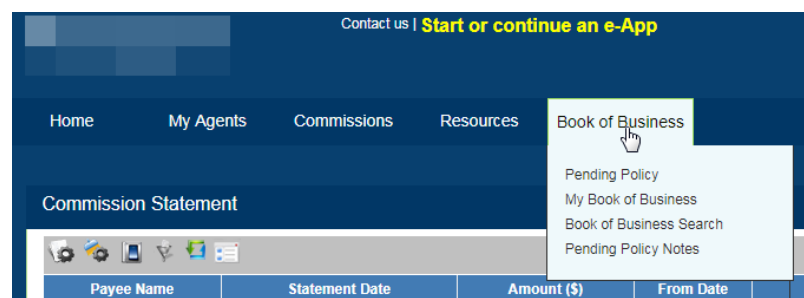 Contact us | Start or continue an e-App
Home My Agents Commissions Resources Book of Business
Pending Policy
My Book of Business
Book of Business Search
Pending Policy Notes
Commission Statement
Payee Name Statement Date Amount ($) From Date